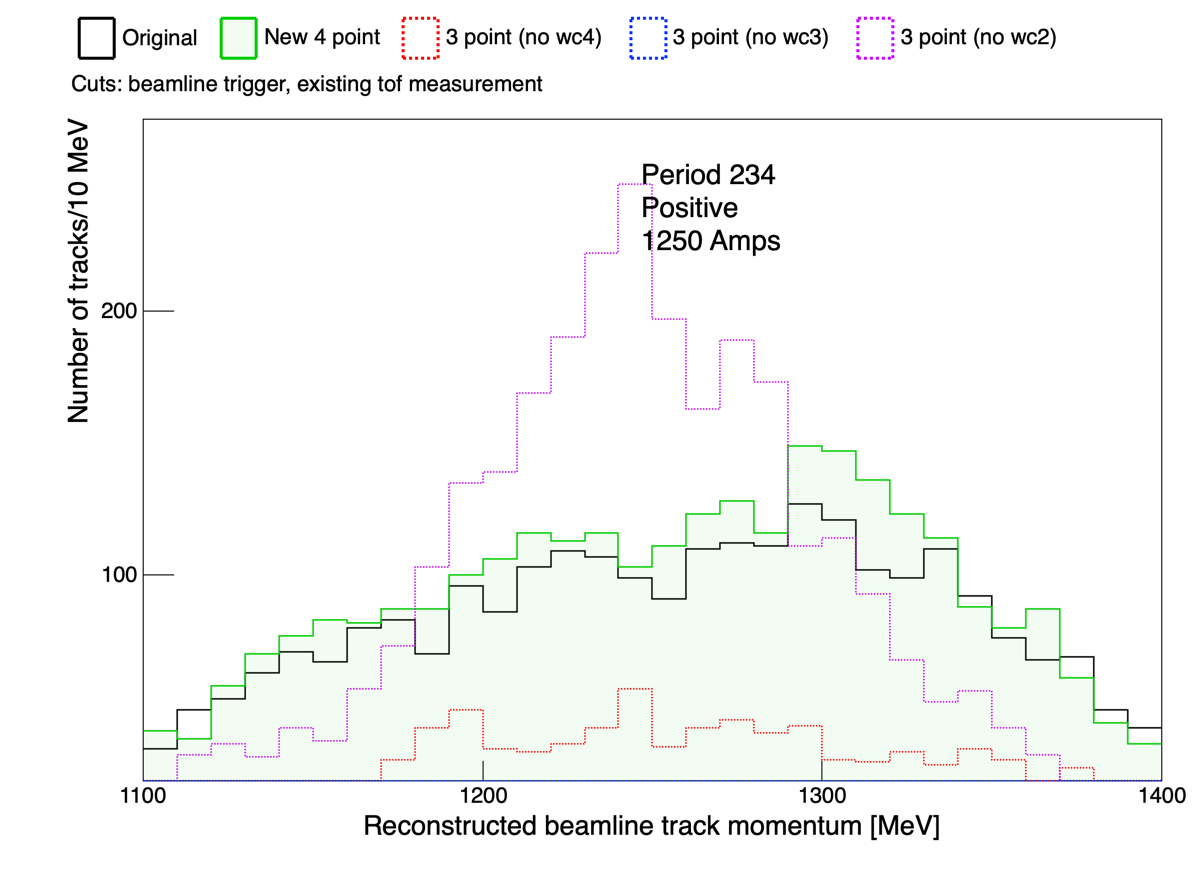 Original New 4 point 3 point (no wc4) 3 point (no wc3) 3 point (no wc2)
Cuts: beamline trigger, existing tof measurement
Number of tracks/10 MeV
Period 234
Positive
1250 Amps
200
100
1100 1200 1300 1400
Reconstructed beamline track momentum [MeV]